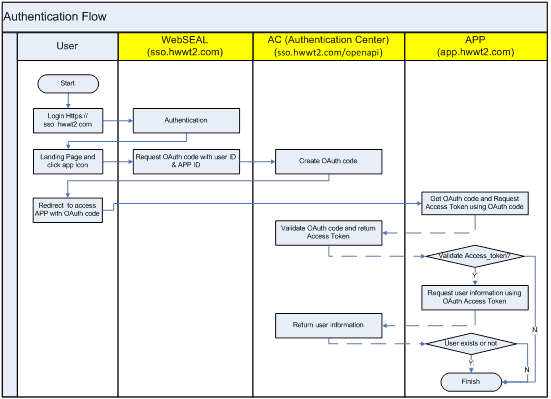 Authentication Flow
User
WebSEAL
(sso.hwwt2.com)
AC (Authentication Center)
(sso.hwwt2.com/openapi)
APP
(app.hwwt2.com)
Start
Login Https://
sso hwwt2 com
Authentication
Landing Page and
click app icon
Request OAuth code with user ID
& APP ID
Create OAuth code
Redirect to access
APP with OAuth code
Get OAuth code and Request
Access Token using OAuth code
Validate OAuth code and return
Access Token
Validate Access_token?
Y
Request user information using
OAuth Access Token
Return user information
N
User exists or not
Y
N
Finish